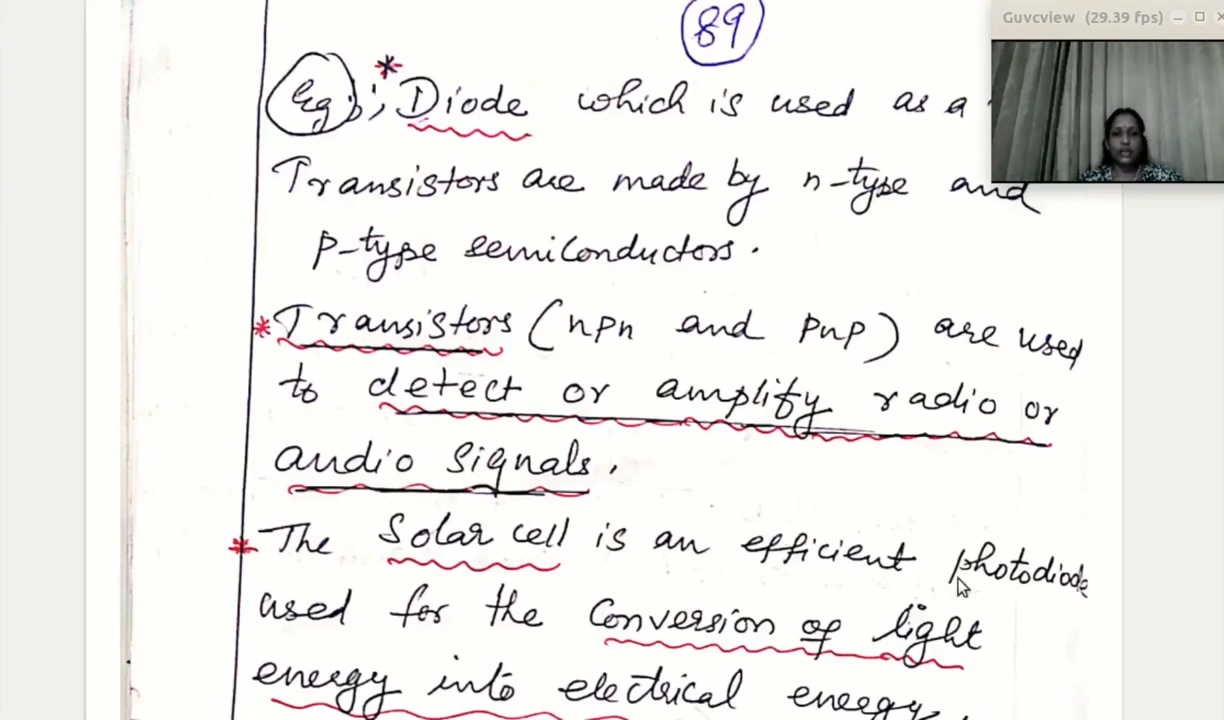 Guvcview (29.39 fps)
89
Eg:; * Diode which is used as a
Transistors are made by n-type and
p-type semiconductors.
* Transistors (npn and pnp) are used
to detect or amplify radio or
audio signals.
* The Solar cell is an efficient photodiode
used for the conversion of light
energy into electrical energy.